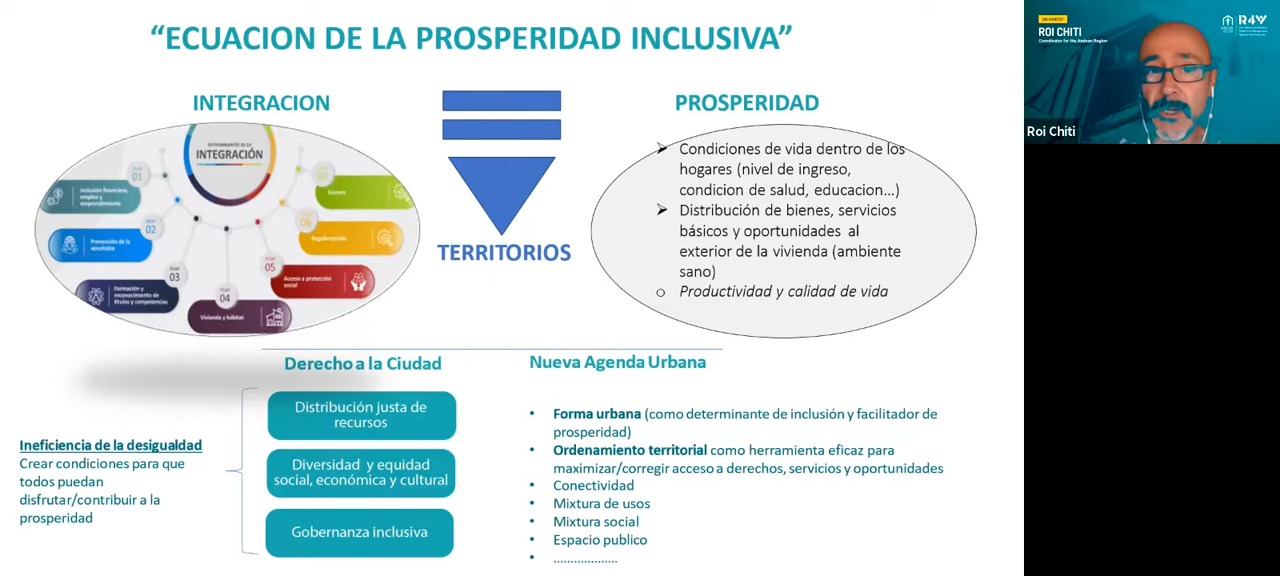 “ECUACION DE LA PROSPERIDAD INCLUSIVA”
INTEGRACION
DETERMINANTES DE LA
INTEGRACIÓN
01
Inclusión financiera,
empleo y
emprendimiento
02
Prevención de la
xenofobia
03
Formación y
reconocimiento de
títulos y competencias
04
Vivienda y hábitat
05
Acceso a protección
social
06
Regularización
Género
TERRITORIOS
PROSPERIDAD
Condiciones de vida dentro de los
hogares (nivel de ingreso,
condicion de salud, educacion...)
Distribución de bienes, servicios
básicos y oportunidades al
exterior de la vivienda (ambiente
sano)
Productividad y calidad de vida
Ineficiencia de la desigualdad
Crear condiciones para que
todos puedan
disfrutar/contribuir a la
prosperidad
Derecho a la Ciudad
Distribución justa de
recursos
Diversidad y equidad
social, económica y cultural
Gobernanza inclusiva
Nueva Agenda Urbana
• Forma urbana (como determinante de inclusión y facilitador de
prosperidad)
• Ordenamiento territorial como herramienta eficaz para
maximizar/corregir acceso a derechos, servicios y oportunidades
• Conectividad
• Mixtura de usos
• Mixtura social
• Espacio publico
• ...................
UN-HABITAT
ROI CHITI
Coordinator for the Andean Region
R4V
Roi Chiti